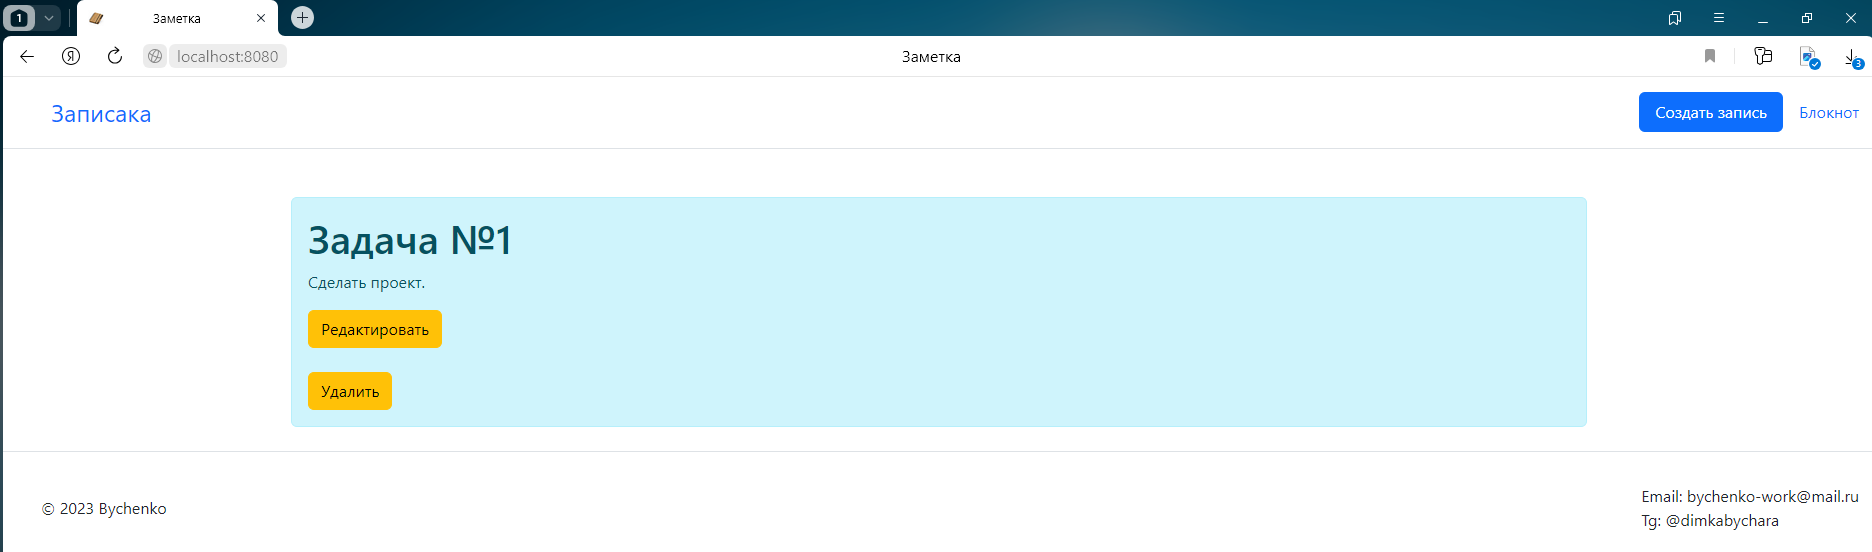 1
Заметка
Я
localhost:8080
Заметка
3
Записака
Создать запись
Блокнот
Задача №1
Сделать проект.
Редактировать
Удалить
© 2023 Bychenko
Email: bychenko-work@mail.ru
Tg: @dimkabychara